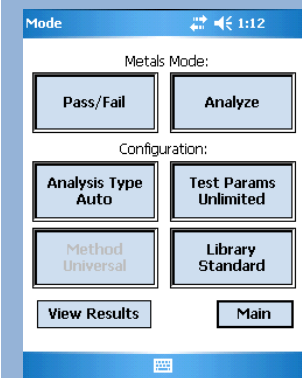 Mode 1:12
Metals Mode:
Pass/Fail Analyze
Configuration:
Analysis Type Test Params
Auto Unlimited
Method Library
Universal Standard
View Results Main